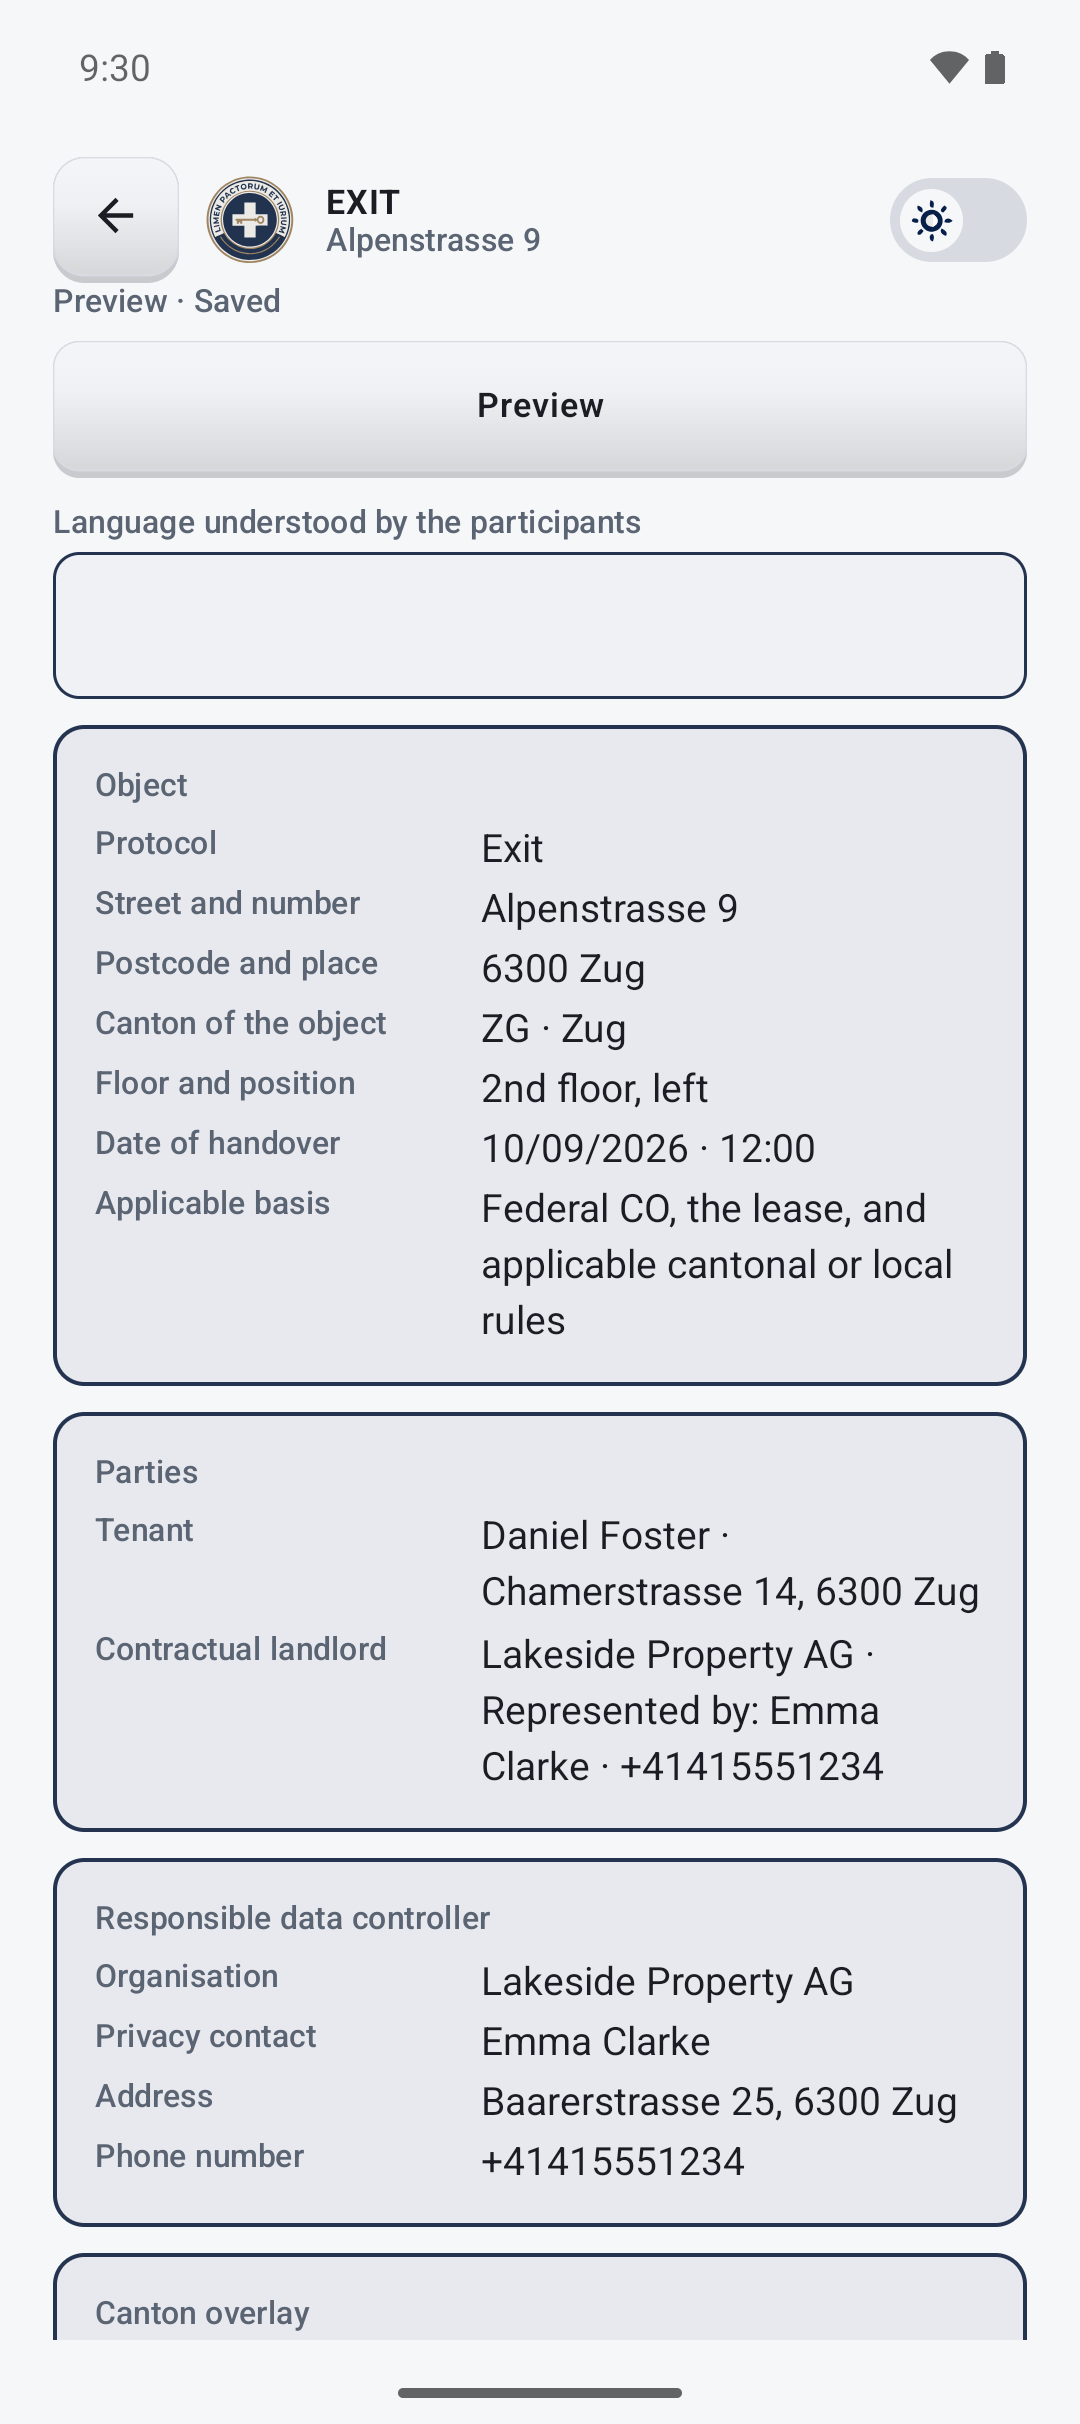 9:30
LIMEN PACTORUM ET IURIUM
EXIT
Alpenstrasse 9
Preview · Saved
Preview
Language understood by the participants
Object
Protocol Exit
Street and number Alpenstrasse 9
Postcode and place 6300 Zug
Canton of the object ZG · Zug
Floor and position 2nd floor, left
Date of handover 10/09/2026 · 12:00
Applicable basis Federal CO, the lease, and
applicable cantonal or local
rules
Parties
Tenant Daniel Foster ·
Chamerstrasse 14, 6300 Zug
Contractual landlord Lakeside Property AG ·
Represented by: Emma
Clarke · +41415551234
Responsible data controller
Organisation Lakeside Property AG
Privacy contact Emma Clarke
Address Baarerstrasse 25, 6300 Zug
Phone number +41415551234
Canton overlay